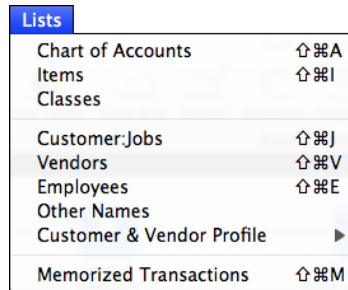 Lists
Chart of Accounts ⇧⌘A
Items ⇧⌘I
Classes
Customer:Jobs ⇧⌘J
Vendors ⇧⌘V
Employees ⇧⌘E
Other Names
Customer & Vendor Profile ▶
Memorized Transactions ⇧⌘M